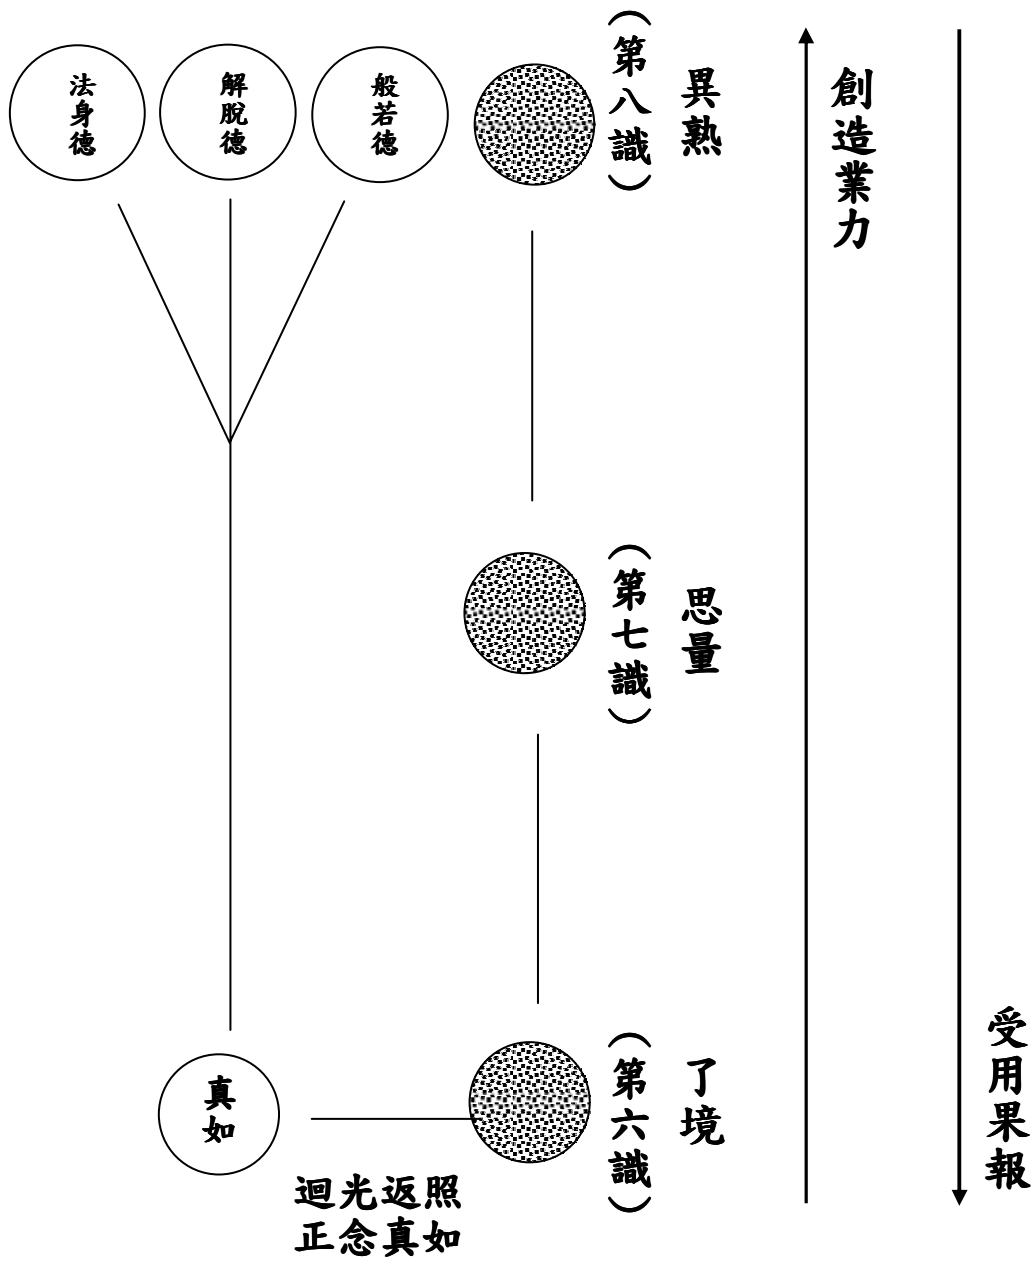 受用果報
創造業力
異熟
（第八識）
般若德
解脫德
法身德
思量
（第七識）
了境
（第六識）
真如
迴光返照
正念真如